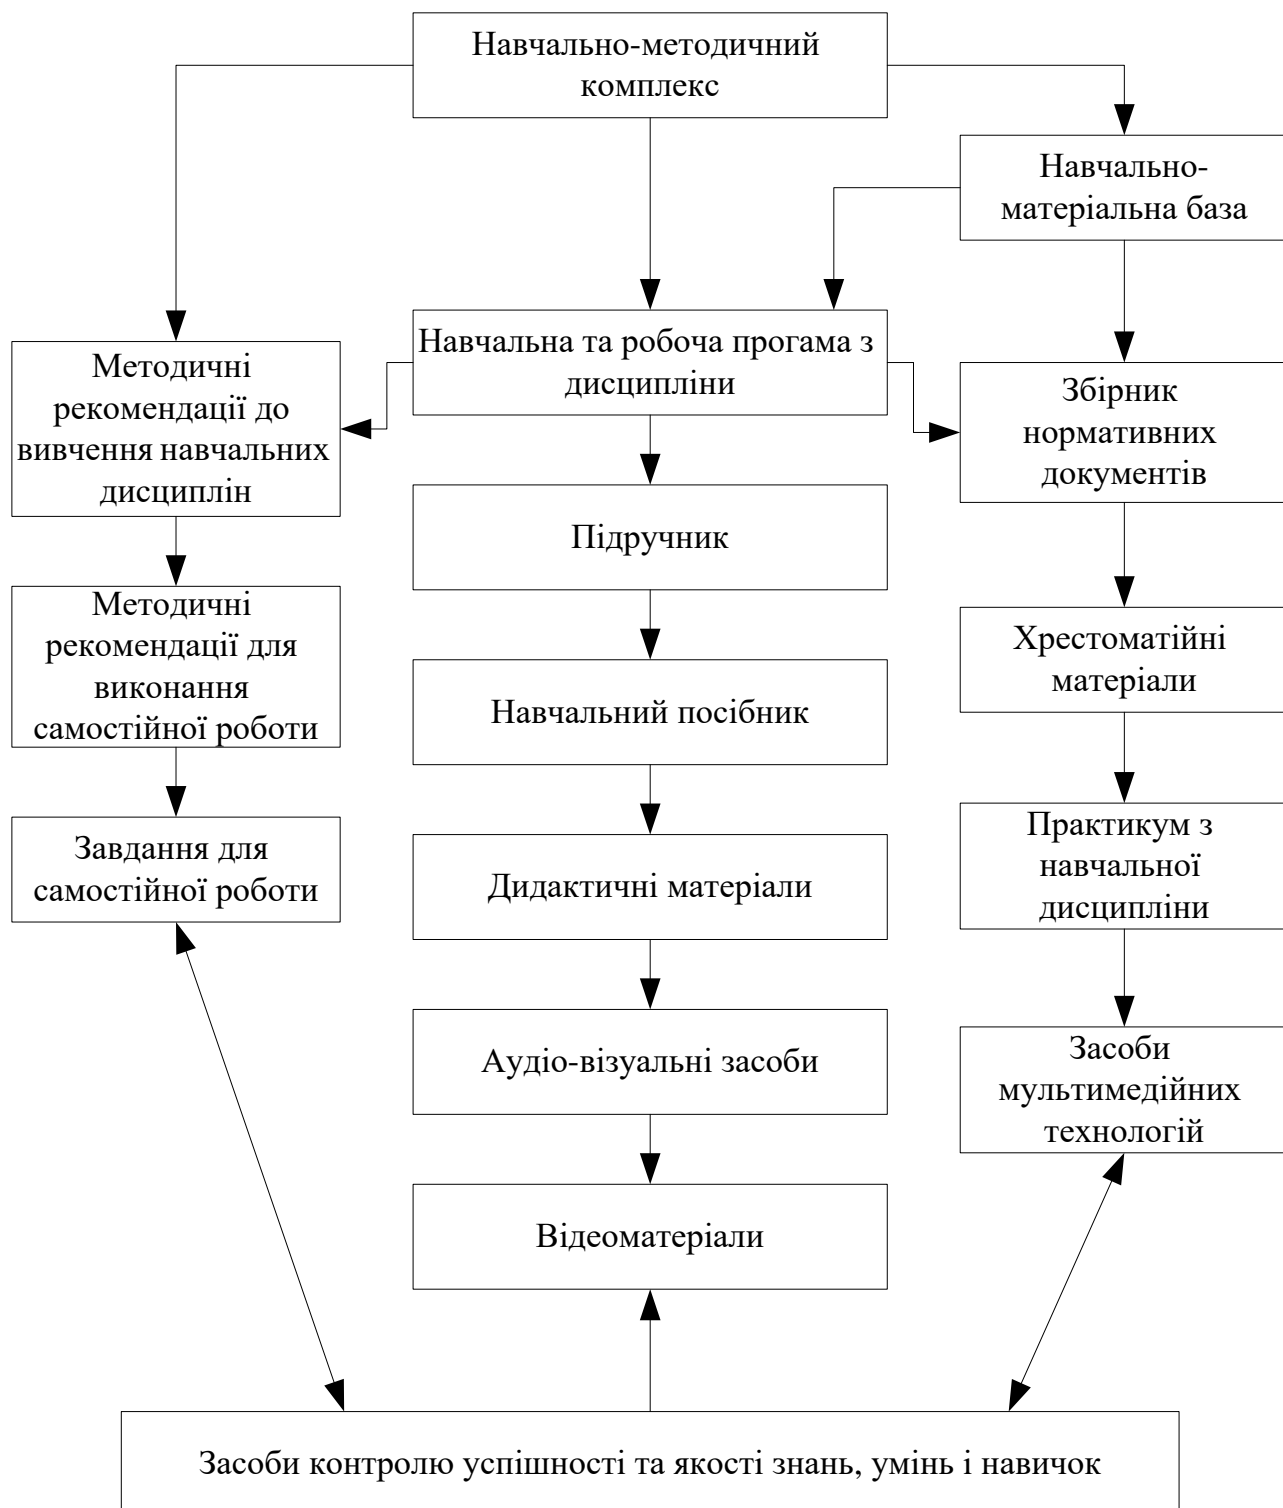 Навчально-методичний
комплекс
Навчально-
матеріальна база
Навчальна та робоча прогама з
дисципліни
Методичні
рекомендації до
вивчення навчальних
дисциплін
Збірник
нормативних
документів
Підручник
Методичні
рекомендації для
виконання
самостійної роботи
Хрестоматійні
матеріали
Навчальний посібник
Завдання для
самостійної роботи
Практикум з
навчальної
дисципліни
Дидактичні матеріали
Аудіо-візуальні засоби
Засоби
мультимедійних
технологій
Відеоматеріали
Засоби контролю успішності та якості знань, умінь і навичок